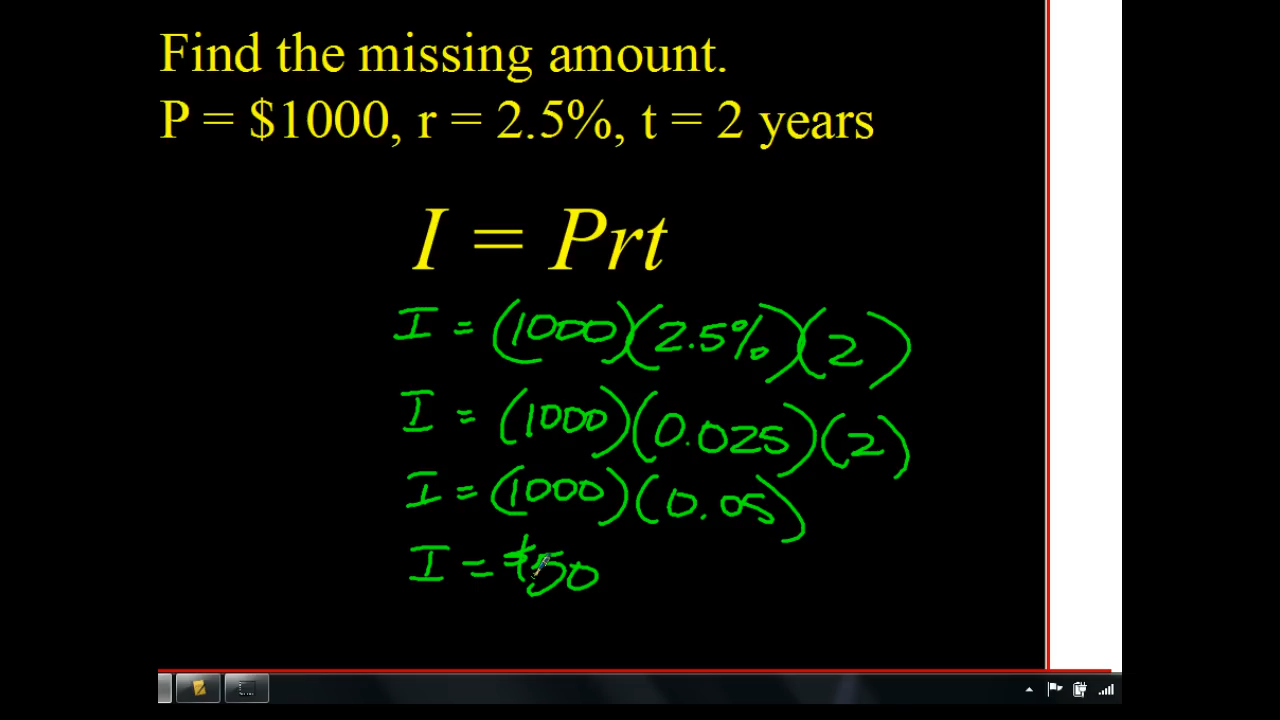 Find the missing amount.
P = $1000, r = 2.5%, t = 2 years
I = Prt
I = (1000)(2.5%)(2)
I = (1000)(0.025)(2)
I = (1000)(0.05)
I = $50